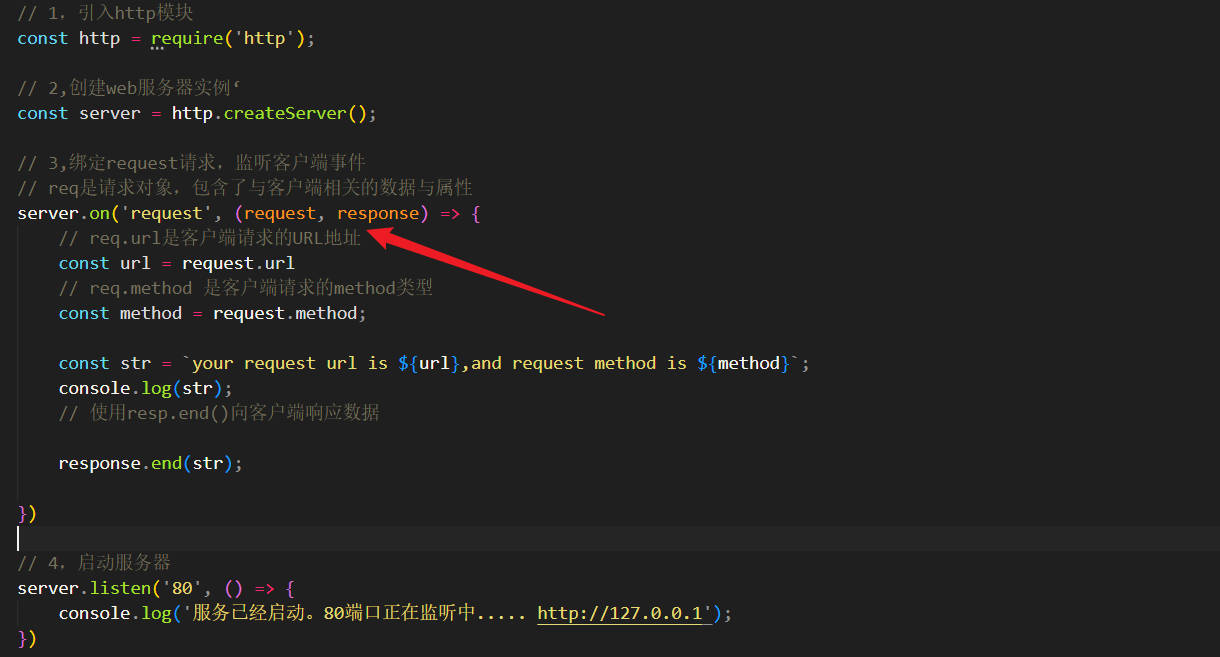 // 1，引入http模块
const http = require('http');
// 2,创建web服务器实例‘
const server = http.createServer();
// 3,绑定request请求，监听客户端事件
// req是请求对象，包含了与客户端相关的数据与属性
server.on('request', (request, response) => {
// req.url是客户端请求的URL地址
const url = request.url
// req.method 是客户端请求的method类型
const method = request.method;
const str = `your request url is ${url},and request method is ${method}`;
console.log(str);
// 使用resp.end()向客户端响应数据
response.end(str);
})
// 4，启动服务器
server.listen('80', () => {
console.log('服务已经启动。80端口正在监听中..... http://127.0.0.1');
})